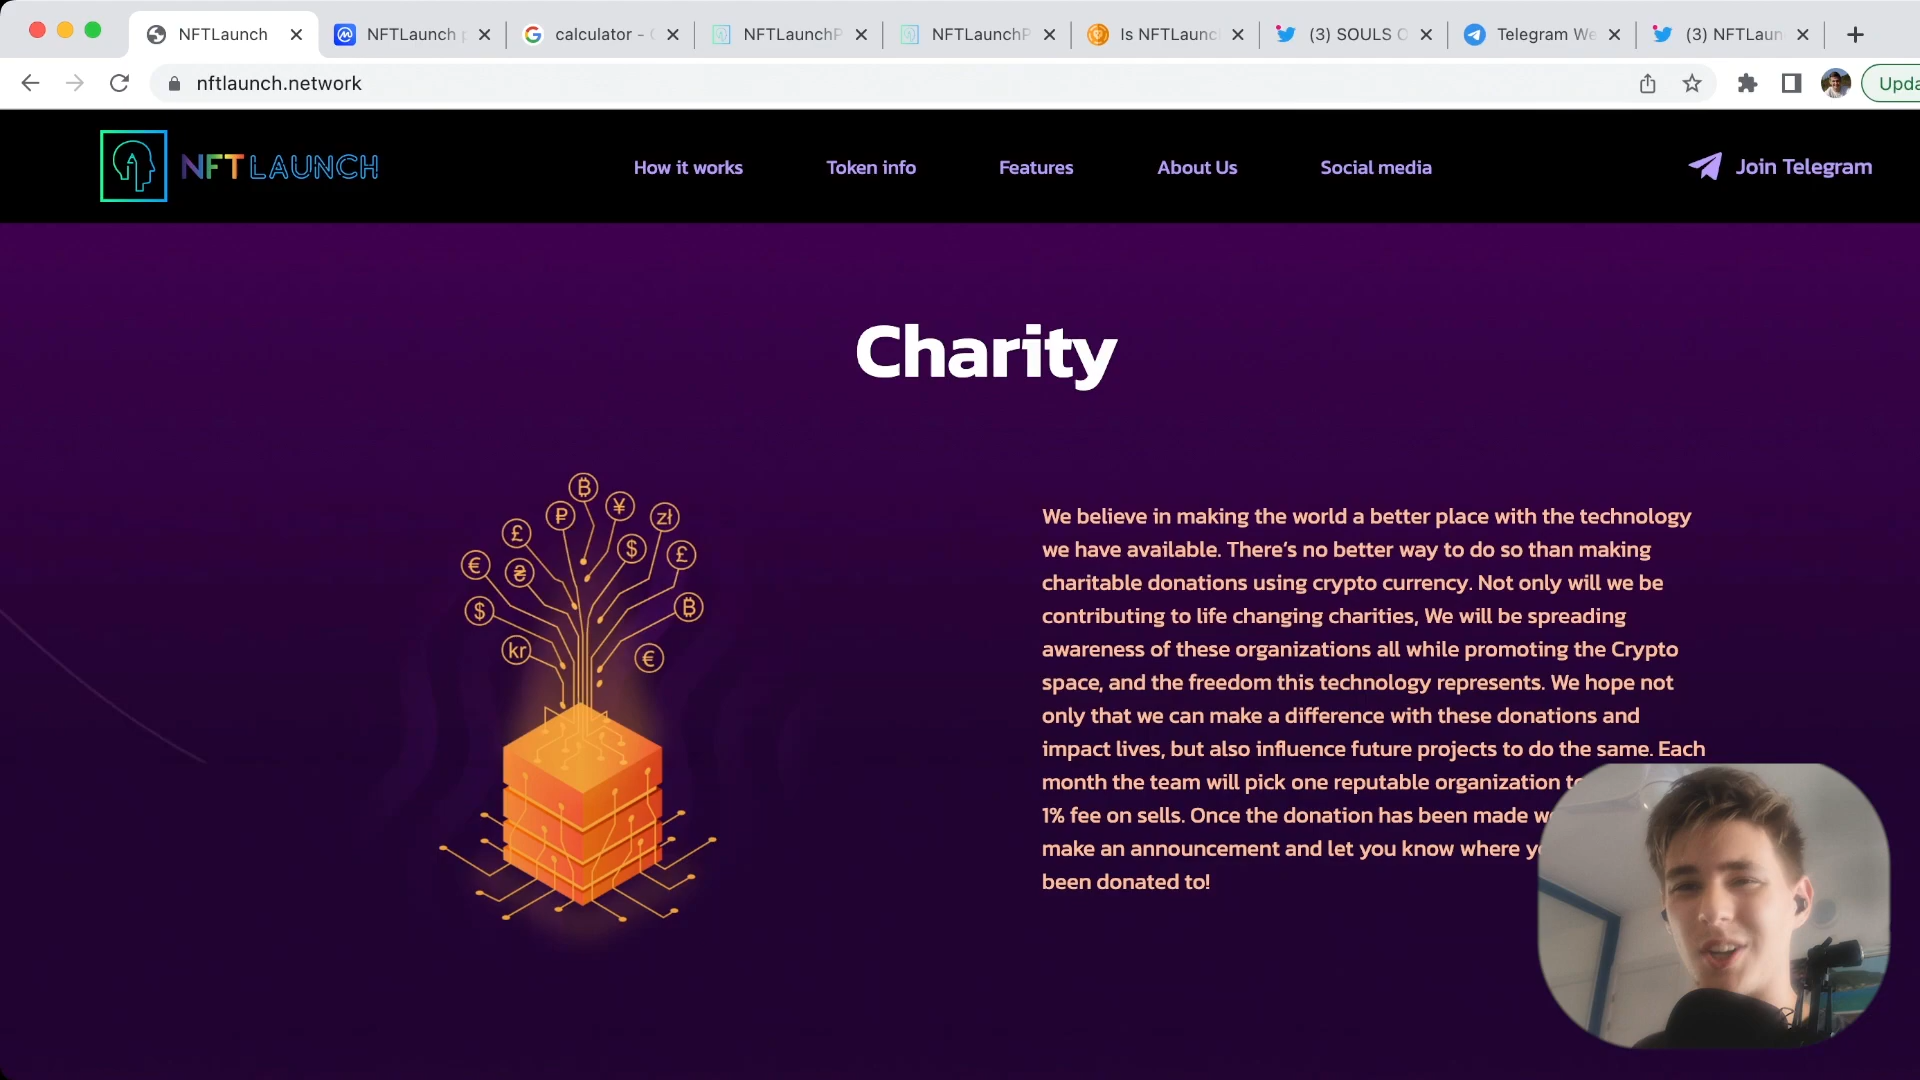 NFTLaunch
NFTLaunch
calculator -
NFTLaunchP
NFTLaunchP
Is NFTLaunc
(3) SOULS O
Telegram We
(3) NFTLaun
nftlaunch.network
Upda
NFT LAUNCH
How it works
Token info
Features
About Us
Social media
Join Telegram
Charity
We believe in making the world a better place with the technology
we have available. There's no better way to do so than making
charitable donations using crypto currency. Not only will we be
contributing to life changing charities, We will be spreading
awareness of these organizations all while promoting the Crypto
space, and the freedom this technology represents. We hope not
only that we can make a difference with these donations and
impact lives, but also influence future projects to do the same. Each
month the team will pick one reputable organization
1% fee on sells. Once the donation has been made
make an announcement and let you know where
been donated to!
₿
¥
₽
zł
£
$
£
€
₴
$
₿
kr
€